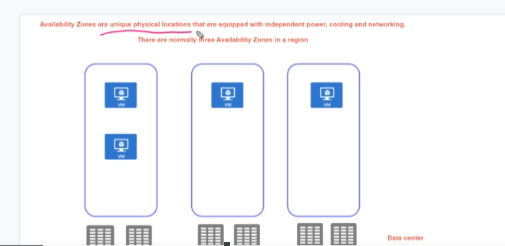 Availability Zones are unique physical locations that are equipped with independent power, cooling and networking.
There are normally three Availability Zones in a region
VM
VM
VM
VM
Data center